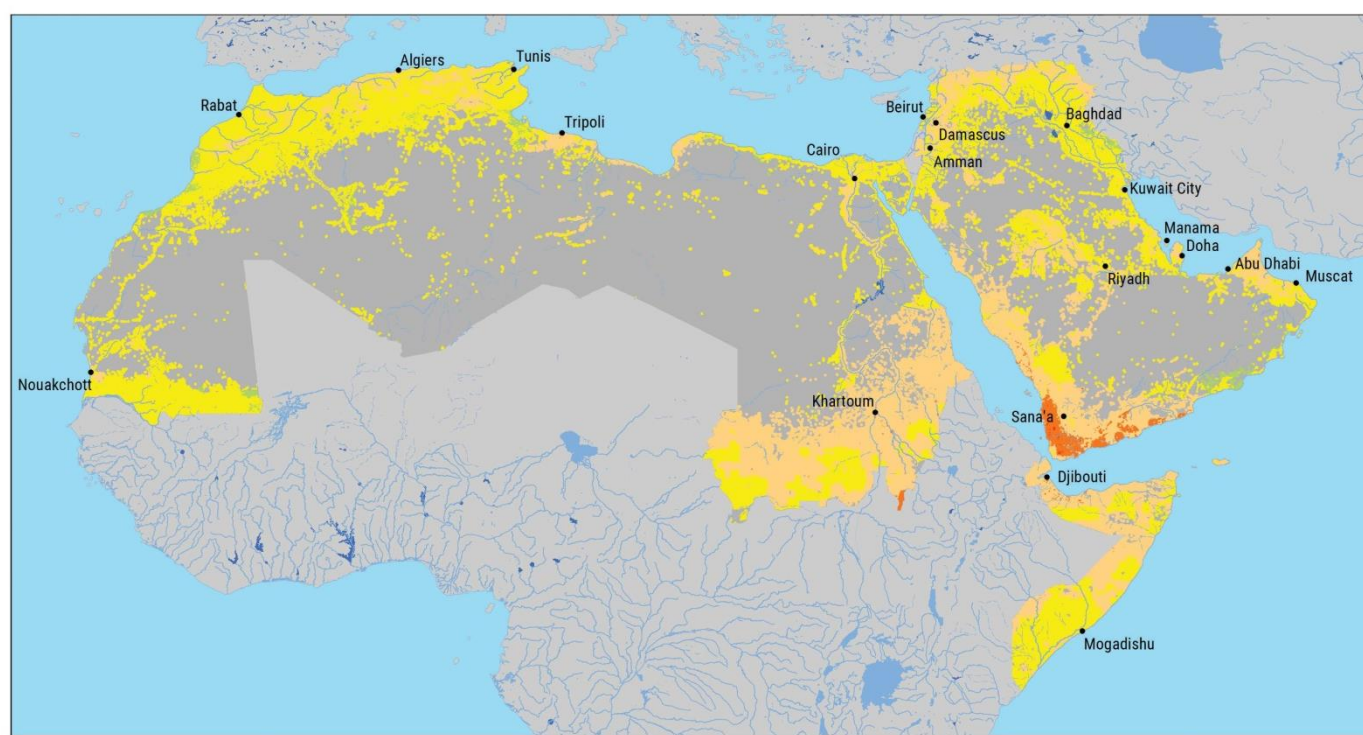 Algiers
Tunis
Rabat
Tripoli
Beirut
Baghdad
Damascus
Cairo
Amman
Kuwait City
Manama
Doha
Abu Dhabi
Riyadh
Muscat
Nouakchott
Khartoum
Sana'a
Djibouti
Mogadishu